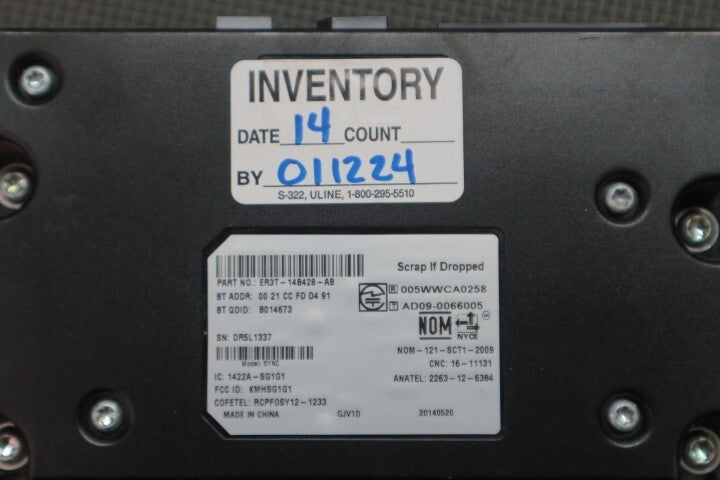 INVENTORY
DATE 14 COUNT
BY 011224
S-322, ULINE, 1-800-295-5510
Scrap If Dropped
PART NO.: ER3T-14B428-AB
BT ADDR: 00 21 CC FD D4 91
BT QDID: B014673
R 005WWCA0258
T AD09-0066005
SN: DR5L1337
NOM NYCE
Model: SYNC
NOM-121-SCT1-2009
CNC: 16-11131
IC: 1422A-SG1G1
ANATEL: 2263-12-6384
FCC ID: KMHSG1G1
COFETEL: RCPFOSY12-1233
MADE IN CHINA GJV1D 20140520